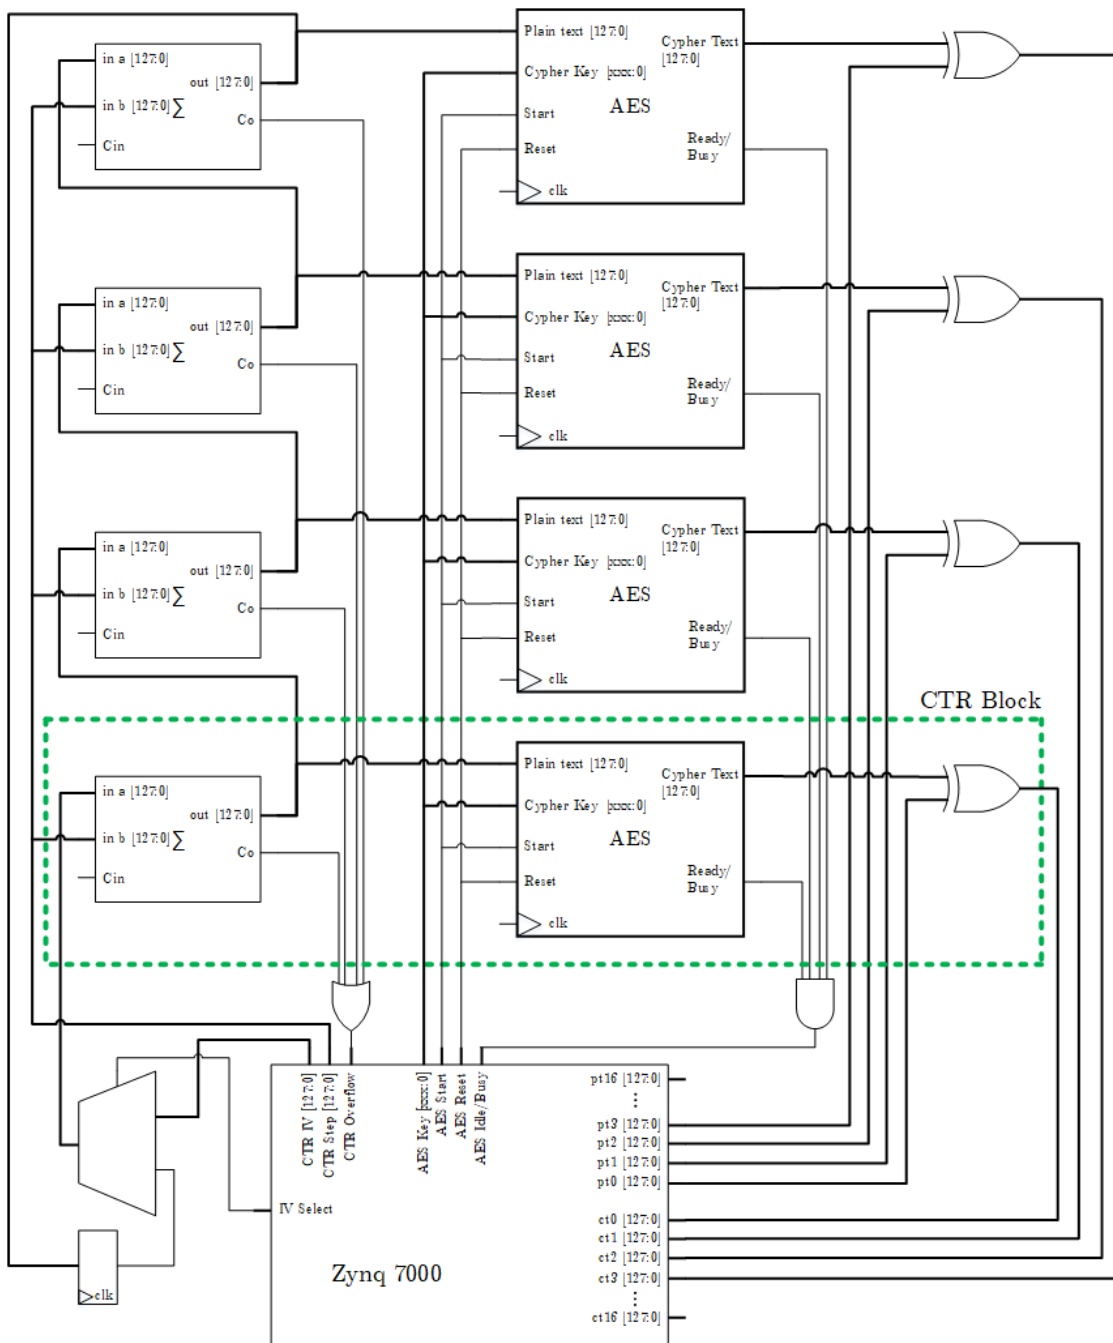 Plain text [127:0]
Cypher Text
[127:0]
in a [127:0]
out [127:0]
Cypher Key [xxx:0]
in b [127:0] Σ
AES
Co
Start
Cin
Reset
Ready/
Busy
clk
Plain text [127:0]
Cypher Text
[127:0]
in a [127:0]
out [127:0]
Cypher Key [xxx:0]
in b [127:0] Σ
AES
Co
Start
Cin
Reset
Ready/
Busy
clk
Plain text [127:0]
Cypher Text
[127:0]
in a [127:0]
out [127:0]
Cypher Key [xxx:0]
in b [127:0] Σ
AES
Co
Start
Cin
Reset
Ready/
Busy
clk
CTR Block
Plain text [127:0]
Cypher Text
[127:0]
in a [127:0]
out [127:0]
Cypher Key [xxx:0]
in b [127:0] Σ
AES
Co
Start
Cin
Reset
Ready/
Busy
clk
CTR IV [127:0]
CTR Step [127:0]
CTR Overflow
AES Key [xxx:0]
AES Start
AES Reset
AES Idle/Busy
pt16 [127:0]
⋮
pt3 [127:0]
pt2 [127:0]
pt1 [127:0]
pt0 [127:0]
IV Select
ct0 [127:0]
ct1 [127:0]
ct2 [127:0]
ct3 [127:0]
⋮
ct16 [127:0]
Zynq 7000
clk